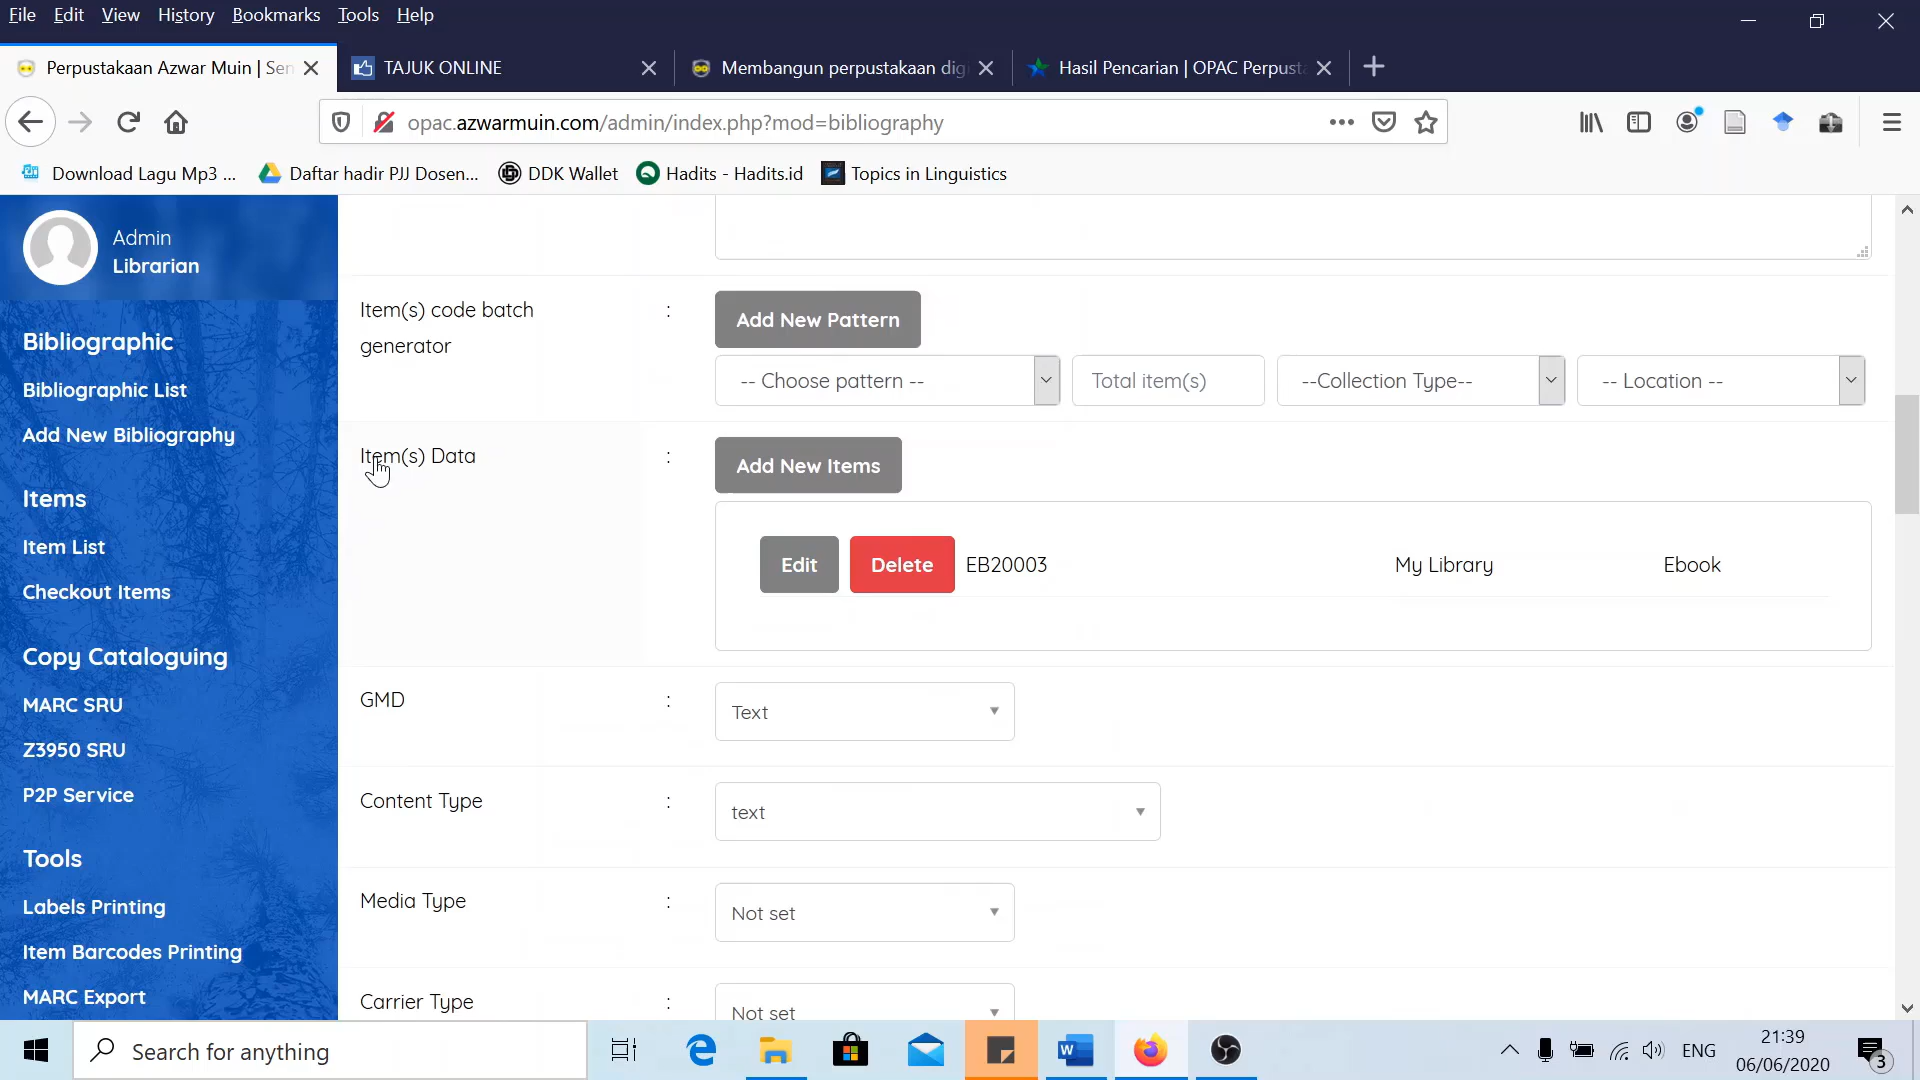 File Edit View History Bookmarks Tools Help
Perpustakaan Azwar Muin | Sen
TAJUK ONLINE
Membangun perpustakaan dig
Hasil Pencarian | OPAC Perpust
opac.azwarmuin.com/admin/index.php?mod=bibliography
Download Lagu Mp3 ...
Daftar hadir PJJ Dosen...
DDK Wallet
Hadits - Hadits.id
Topics in Linguistics
Admin
Librarian
Bibliographic
Bibliographic List
Add New Bibliography
Items
Item List
Checkout Items
Copy Cataloguing
MARC SRU
Z3950 SRU
P2P Service
Tools
Labels Printing
Item Barcodes Printing
MARC Export
Item(s) code batch
generator
:
Add New Pattern
-- Choose pattern --
Total item(s)
--Collection Type--
-- Location --
Item(s) Data
:
Add New Items
Edit Delete EB20003 My Library Ebook
GMD : Text
Content Type : text
Media Type : Not set
Carrier Type : Not set
Search for anything
ENG
21:39
06/06/2020
3